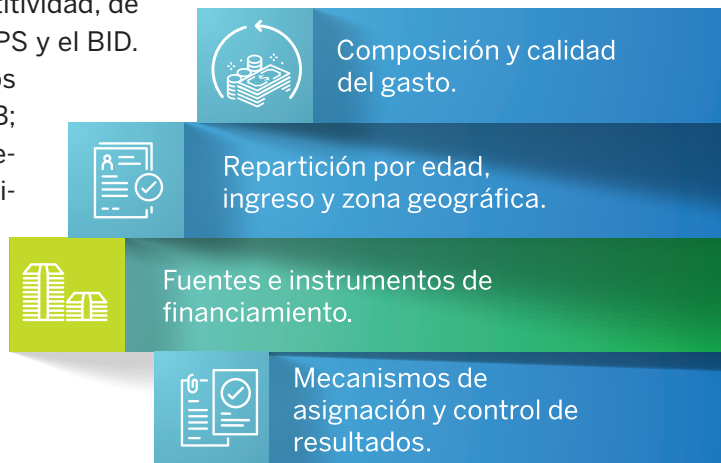 de
PS y el BID.
Composición y calidad
del gasto.
Repartición por edad,
ingreso y zona geográfica.
Fuentes e instrumentos de
financiamiento.
Mecanismos de
asignación y control de
resultados.